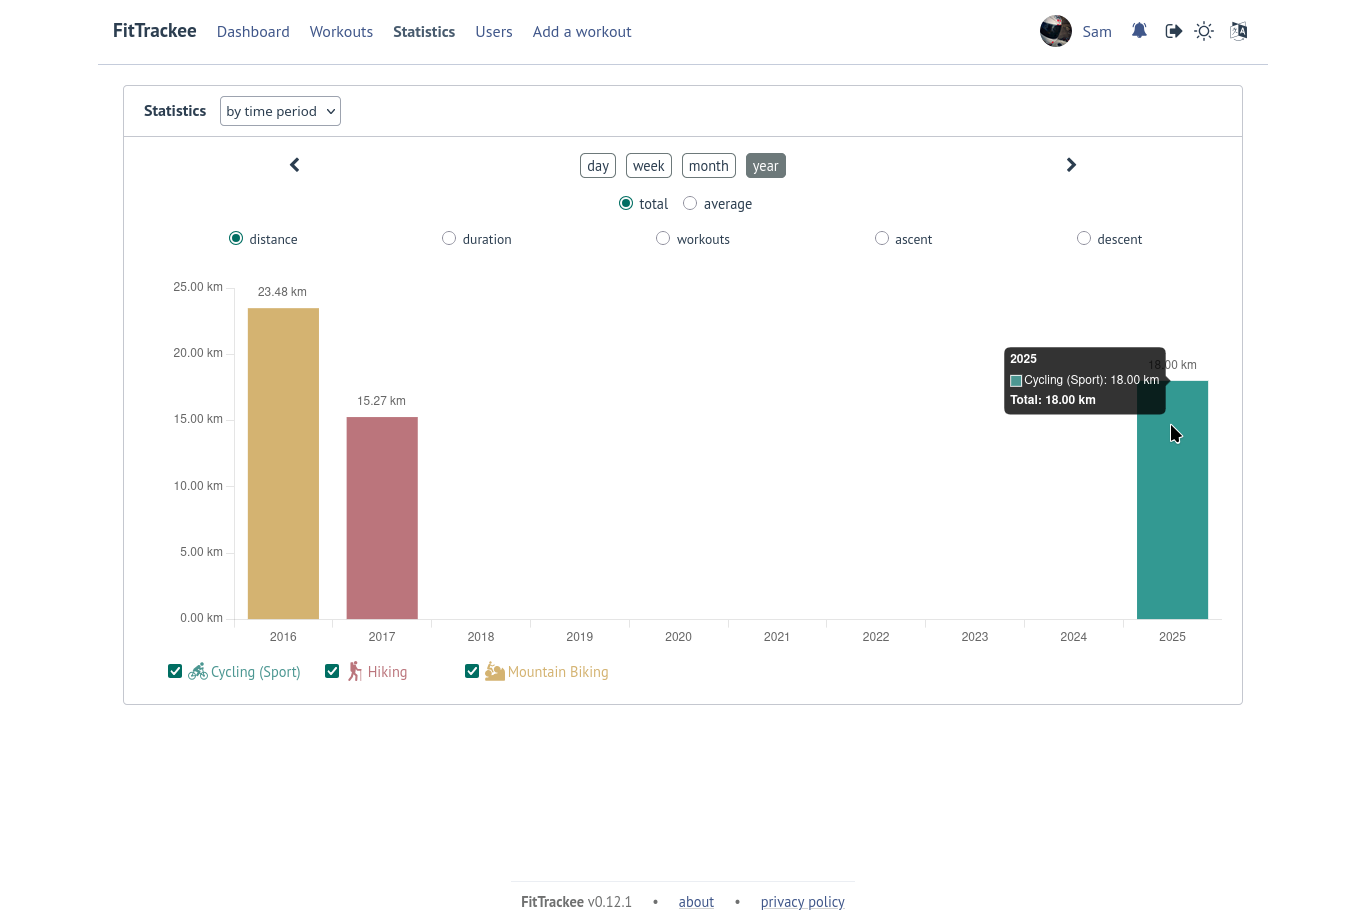 FitTrackee Dashboard Workouts Statistics Users Add a workout Sam
Statistics by time period
day week month year
total average
distance duration workouts ascent descent
25.00 km
23.48 km
20.00 km
2025
18.00 km
Cycling (Sport): 18.00 km
Total: 18.00 km
15.27 km
15.00 km
10.00 km
5.00 km
0.00 km
2016 2017 2018 2019 2020 2021 2022 2023 2024 2025
Cycling (Sport) Hiking Mountain Biking
FitTrackee v0.12.1 • about • privacy policy